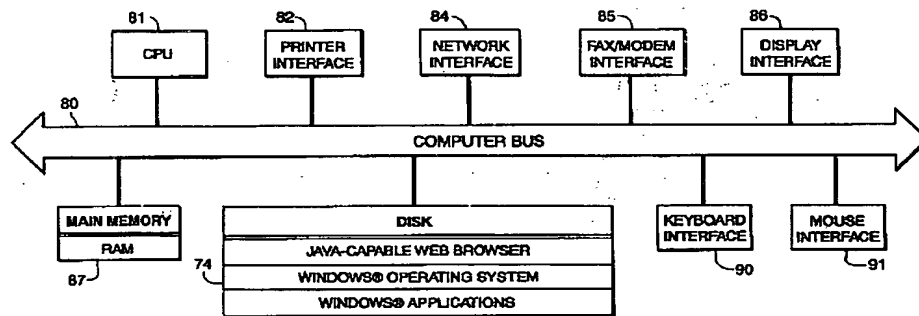 81
82
84
85
86
CPU
PRINTER
INTERFACE
NETWORK
INTERFACE
FAX/MODEM
INTERFACE
DISPLAY
INTERFACE
80
COMPUTER BUS
MAIN MEMORY
RAM
87
74
DISK
JAVA-CAPABLE WEB BROWSER
WINDOWS® OPERATING SYSTEM
WINDOWS® APPLICATIONS
KEYBOARD
INTERFACE
90
MOUSE
INTERFACE
91